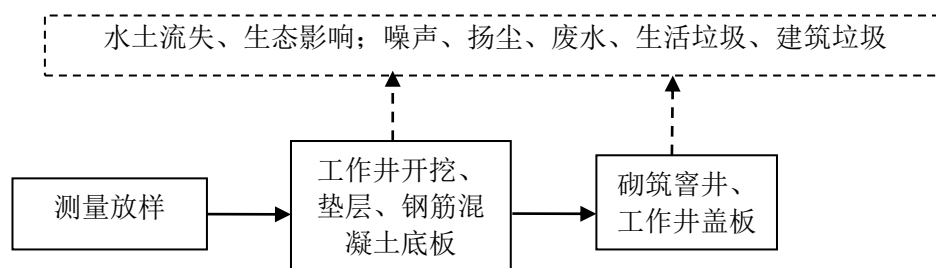 水土流失、生态影响；噪声、扬尘、废水、生活垃圾、建筑垃圾
测量放样
工作井开挖、
垫层、钢筋混
凝土底板
砌筑窨井、
工作井盖板